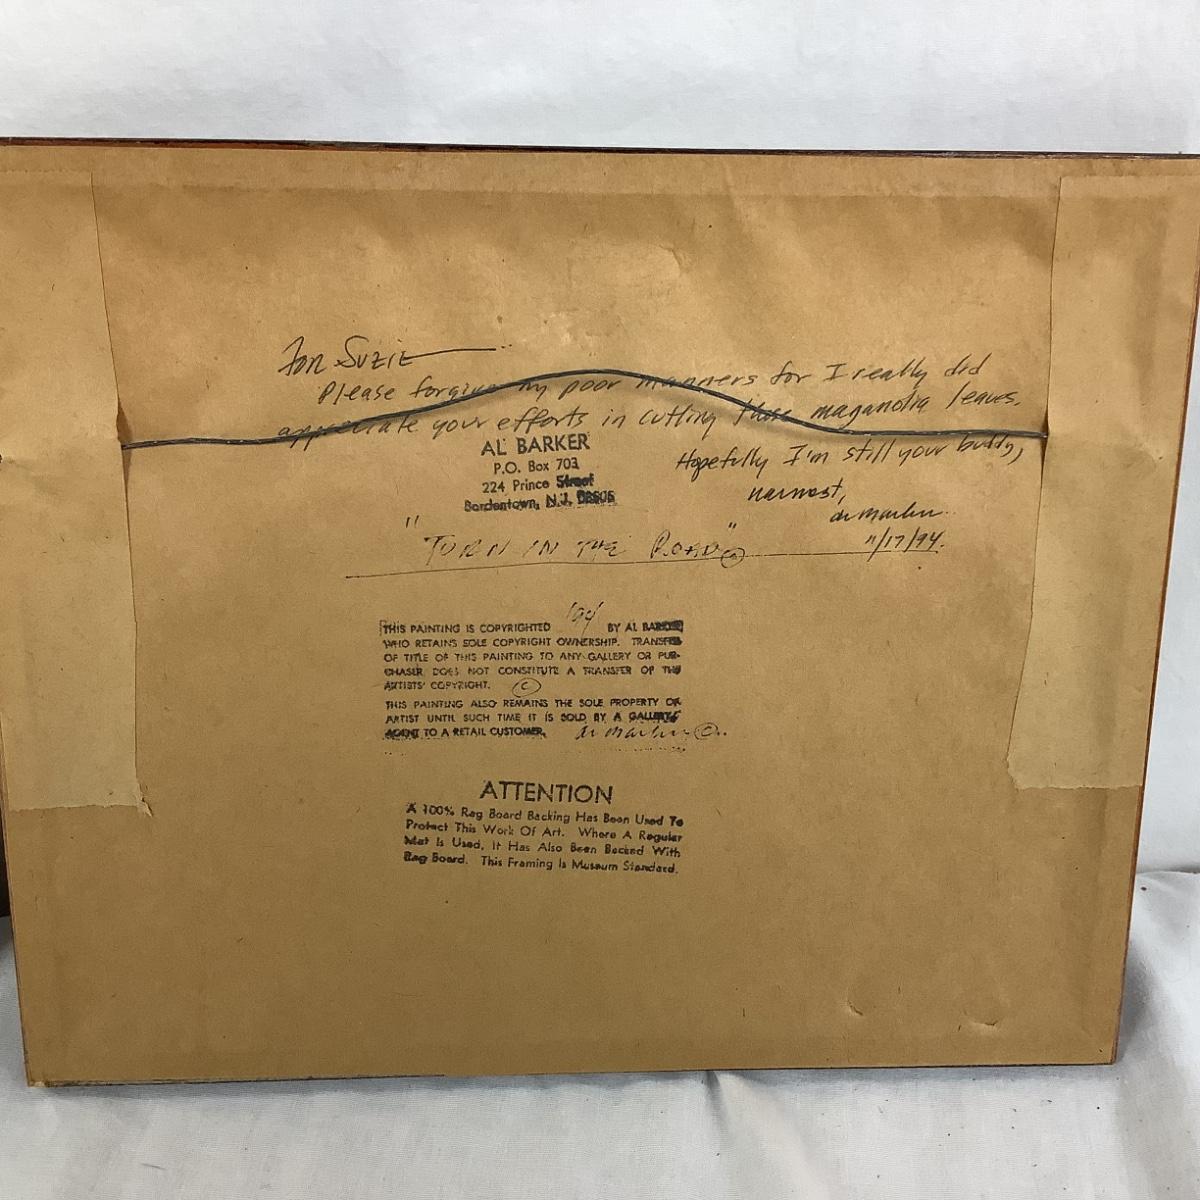 For Suzie
Please forgive my poor manners for I really did
appreciate your efforts in cutting those maganolia leaves.
Hopefully I'm still your buddy,
AL BARKER
P.O. Box 703
224 Prince Street
Bordentown, N.J. 08505
11/17/94.
"TURN IN THE ROAD" ©
THIS PAINTING IS COPYRIGHTED BY AL BARKER
WHO RETAINS SOLE COPYRIGHT OWNERSHIP. TRANSFER
OF TITLE OF THIS PAINTING TO ANY GALLERY OR PUR-
CHASER DOES NOT CONSTITUTE A TRANSFER OF THE
ARTISTS' COPYRIGHT. ©
THIS PAINTING ALSO REMAINS THE SOLE PROPERTY OF
ARTIST UNTIL SUCH TIME IT IS SOLD BY A GALLERY/
AGENT TO A RETAIL CUSTOMER. ©
ATTENTION
A 100% Rag Board Backing Has Been Used To
Protect This Work Of Art. Where A Regular
Mat Is Used, It Has Also Been Backed With
Rag Board. This Framing Is Museum Standard.